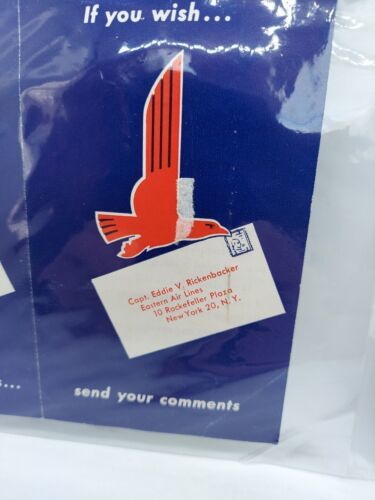 If you wish...
Capt. Eddie V. Rickenbacker
Eastern Air Lines
10 Rockefeller Plaza
New York 20, N. Y.
s...
send your comments